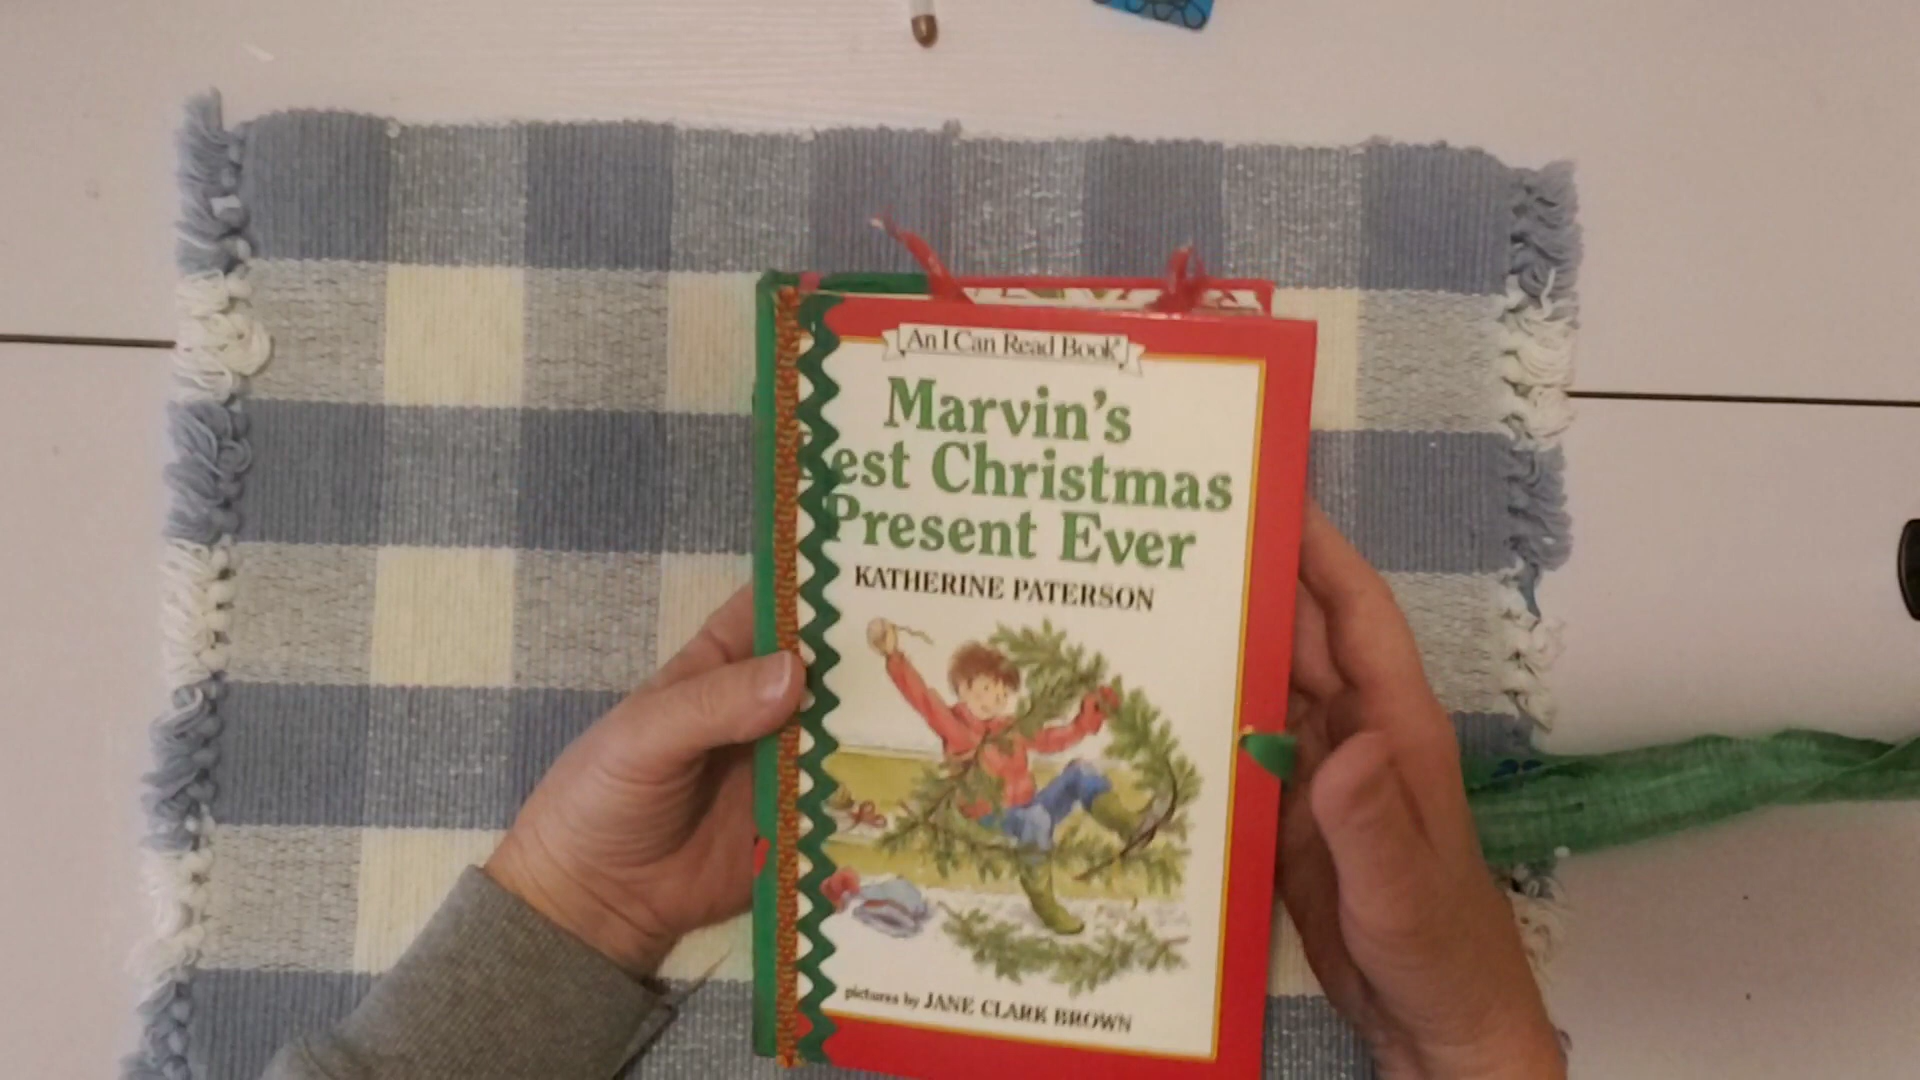 An I Can Read Book®
Marvin's
est Christmas
Present Ever
KATHERINE PATERSON
pictures by JANE CLARK BROWN